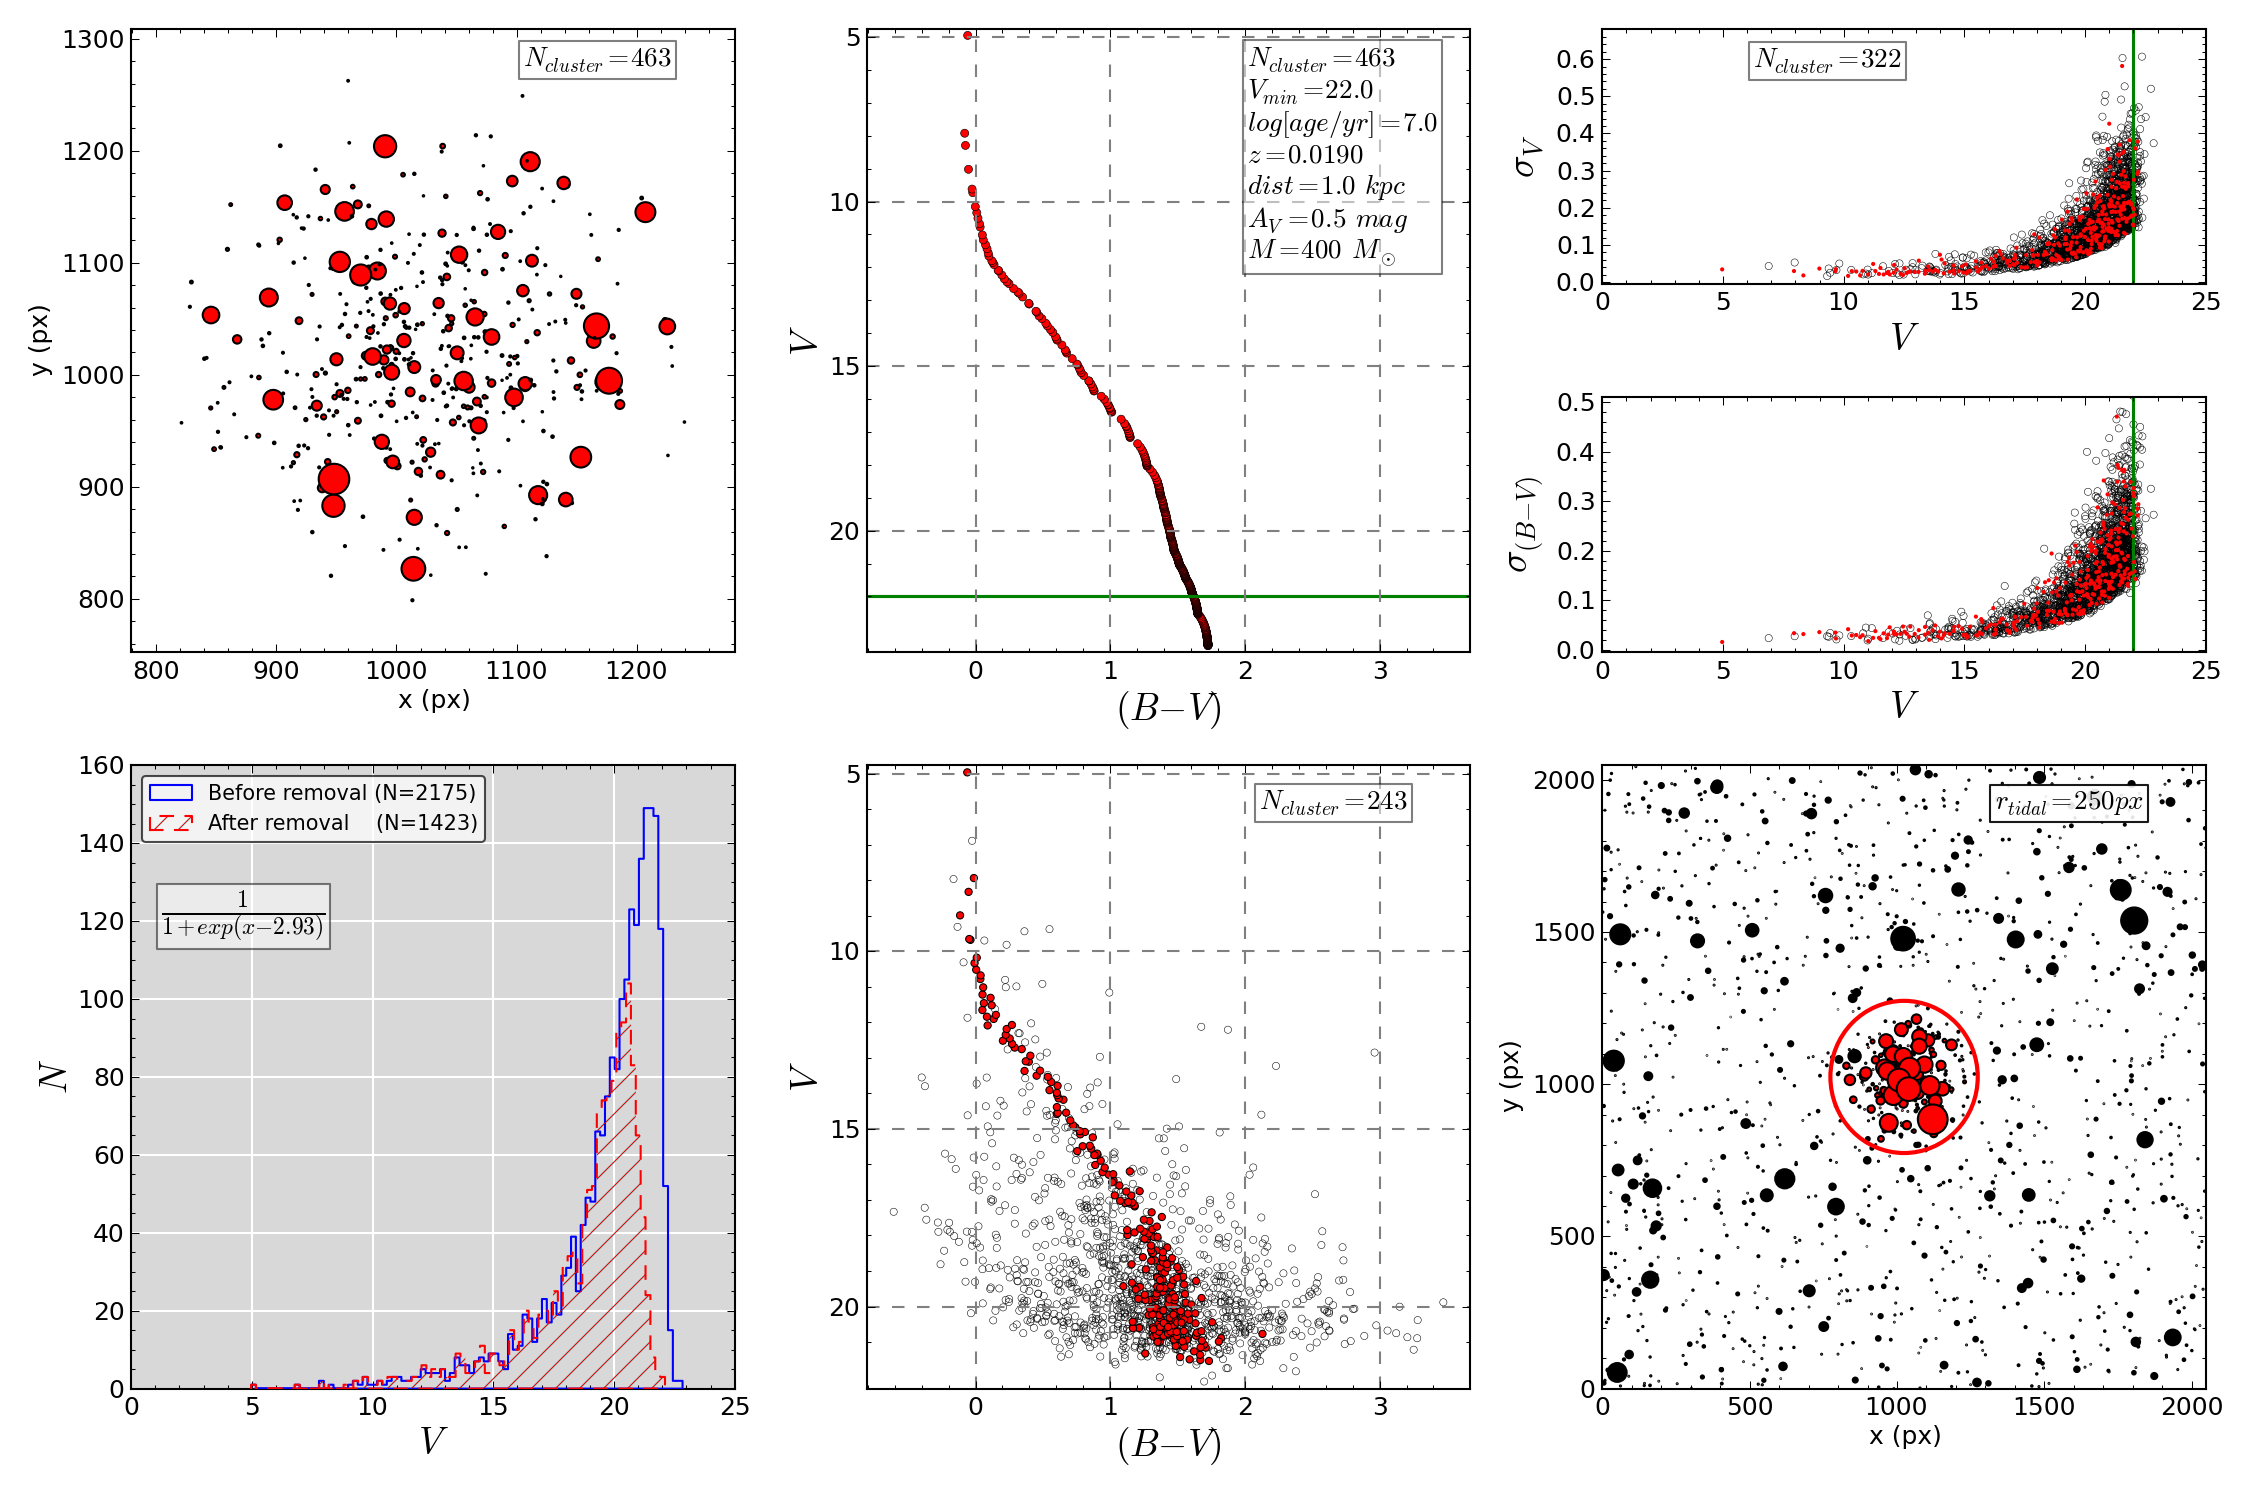 N_cluster=463
1300
1200
1100
1000
900
800
y (px)
800 900 1000 1100 1200
x (px)
N_cluster=463
V_min=22.0
log[age/yr]=7.0
z=0.0190
dist=1.0 kpc
A_V=0.5 mag
M=400 M_⊙
5
10
15
20
V
0 1 2 3
(B−V)
N_cluster=322
0.6
0.5
0.4
0.3
0.2
0.1
0.0
σ_V
0 5 10 15 20 25
V
0.5
0.4
0.3
0.2
0.1
0.0
σ_(B−V)
0 5 10 15 20 25
V
Before removal (N=2175)
After removal (N=1423)
1
1+exp(x−2.93)
160
140
120
100
80
60
40
20
0
N
0 5 10 15 20 25
V
N_cluster=243
5
10
15
20
V
0 1 2 3
(B−V)
r_tidal=250px
2000
1500
1000
500
0
y (px)
0 500 1000 1500 2000
x (px)